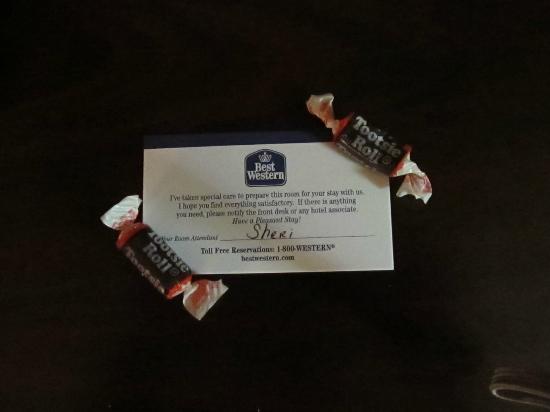 Tootsie
Roll
Best
Western
I've taken special care to prepare this room for your stay with us.
I hope you find everything satisfactory. If there is anything
you need, please notify the front desk or any hotel associate.
Have a Pleasant Stay!
Your Room Attendant Sheri
Toll Free Reservations: 1-800-WESTERN®
bestwestern.com
Tootsie
Roll
Tootsie